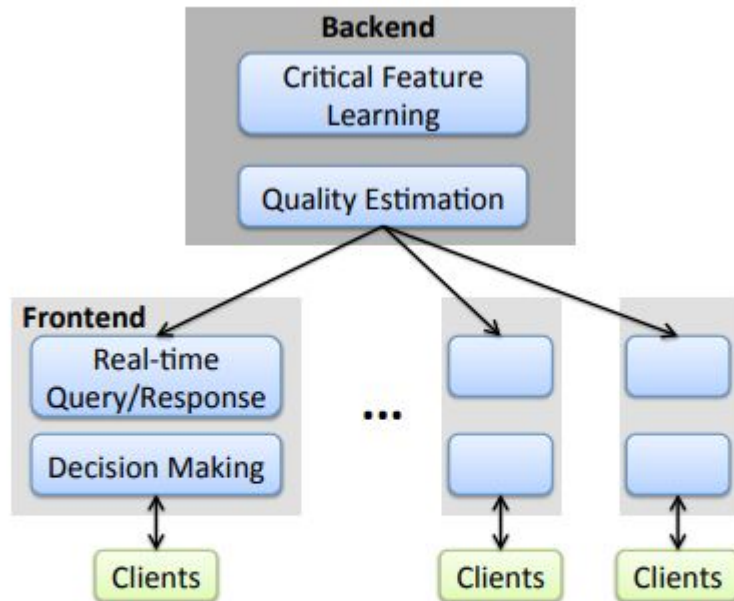 Backend
Critical Feature
Learning
Quality Estimation
Frontend
Real-time
Query/Response
Decision Making
...
Clients
Clients
Clients